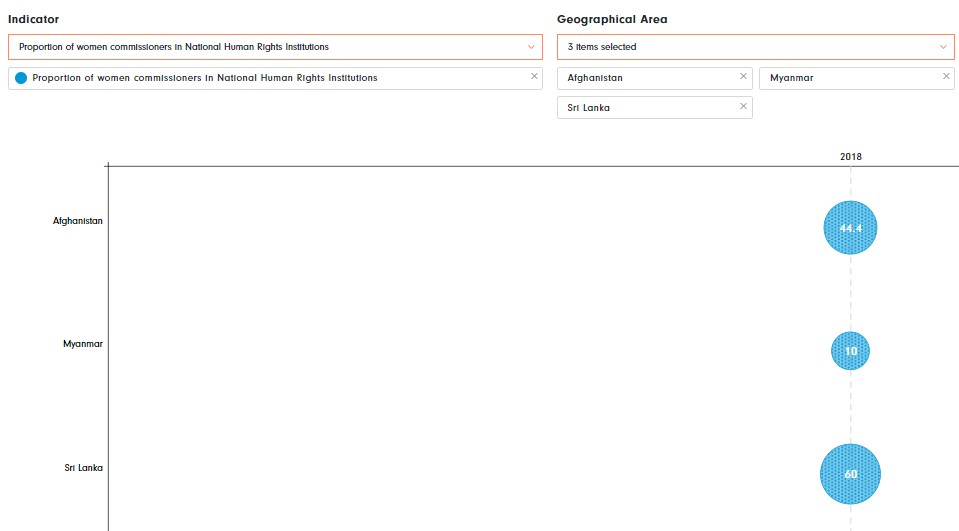 Indicator
Geographical Area
Proportion of women commissioners in National Human Rights Institutions
3 items selected
Proportion of women commissioners in National Human Rights Institutions
Afghanistan
Myanmar
Sri Lanka
2018
Afghanistan
44.4
Myanmar
10
Sri Lanka
60